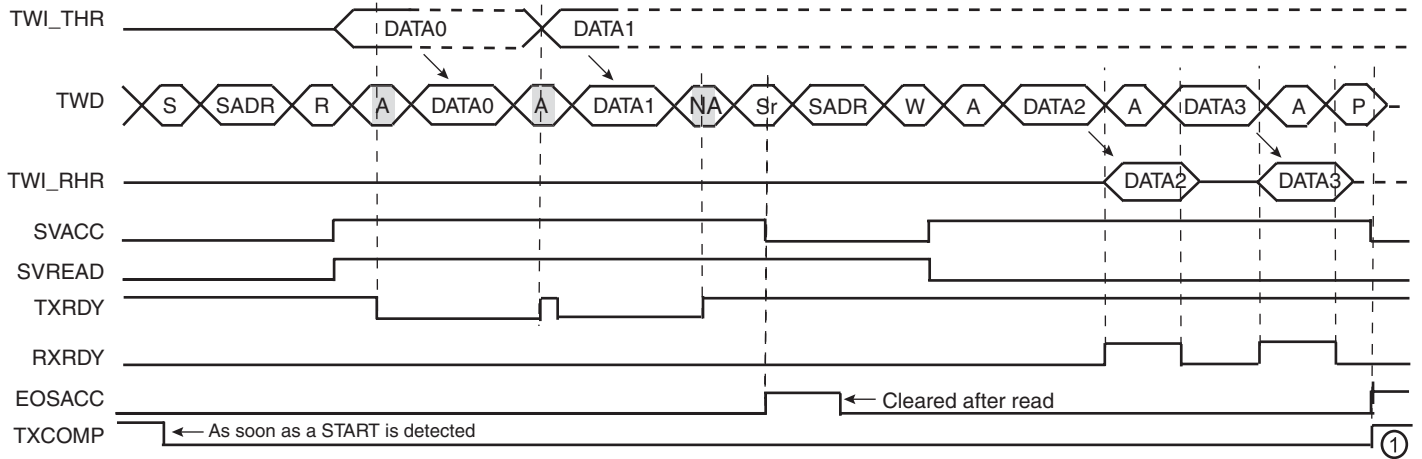 TWI_THR DATA0 DATA1
TWD S SADR R A DATA0 A DATA1 NA Sr SADR W A DATA2 A DATA3 A P
TWI_RHR DATA2 DATA3
SVACC
SVREAD
TXRDY
RXRDY
EOSACC Cleared after read
TXCOMP As soon as a START is detected 1